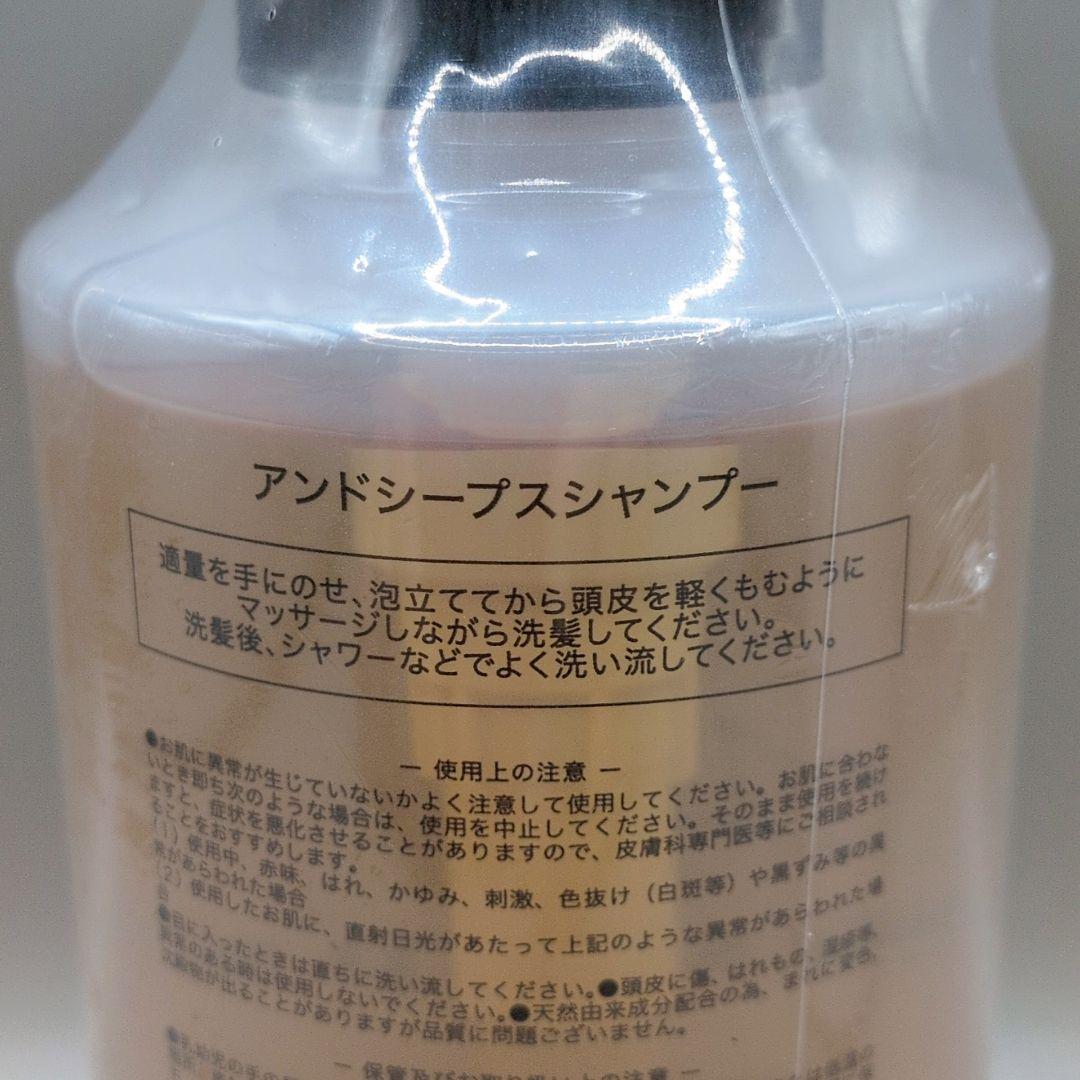 アンドシープスシャンプー
適量を手にのせ、泡立ててから頭皮を軽くもむように
マッサージしながら洗髪してください。
洗髪後、シャワーなどでよく洗い流してください。
― 使用上の注意 ―
●お肌に異常が生じていないかよく注意して使用してください。お肌に合わな
いとき即ち次のような場合は、使用を中止してください。そのまま使用を続け
ますと、症状を悪化させることがありますので、皮膚科専門医等にご相談され
ることをおすすめします。
(1)使用中、赤味、はれ、かゆみ、刺激、色抜け(白斑等)や黒ずみ等の異
常があらわれた場合
(2)使用したお肌に、直射日光があたって上記のような異常があらわれた場
合
●目に入ったときは直ちに洗い流してください。●頭皮に傷、はれもの、湿疹等、
異常のある時は使用しないでください。●天然由来成分配合の為、まれに変色、
沈殿物が出ることがありますが品質に問題ございません。
― 保管及びお取り扱い上の注意 ―